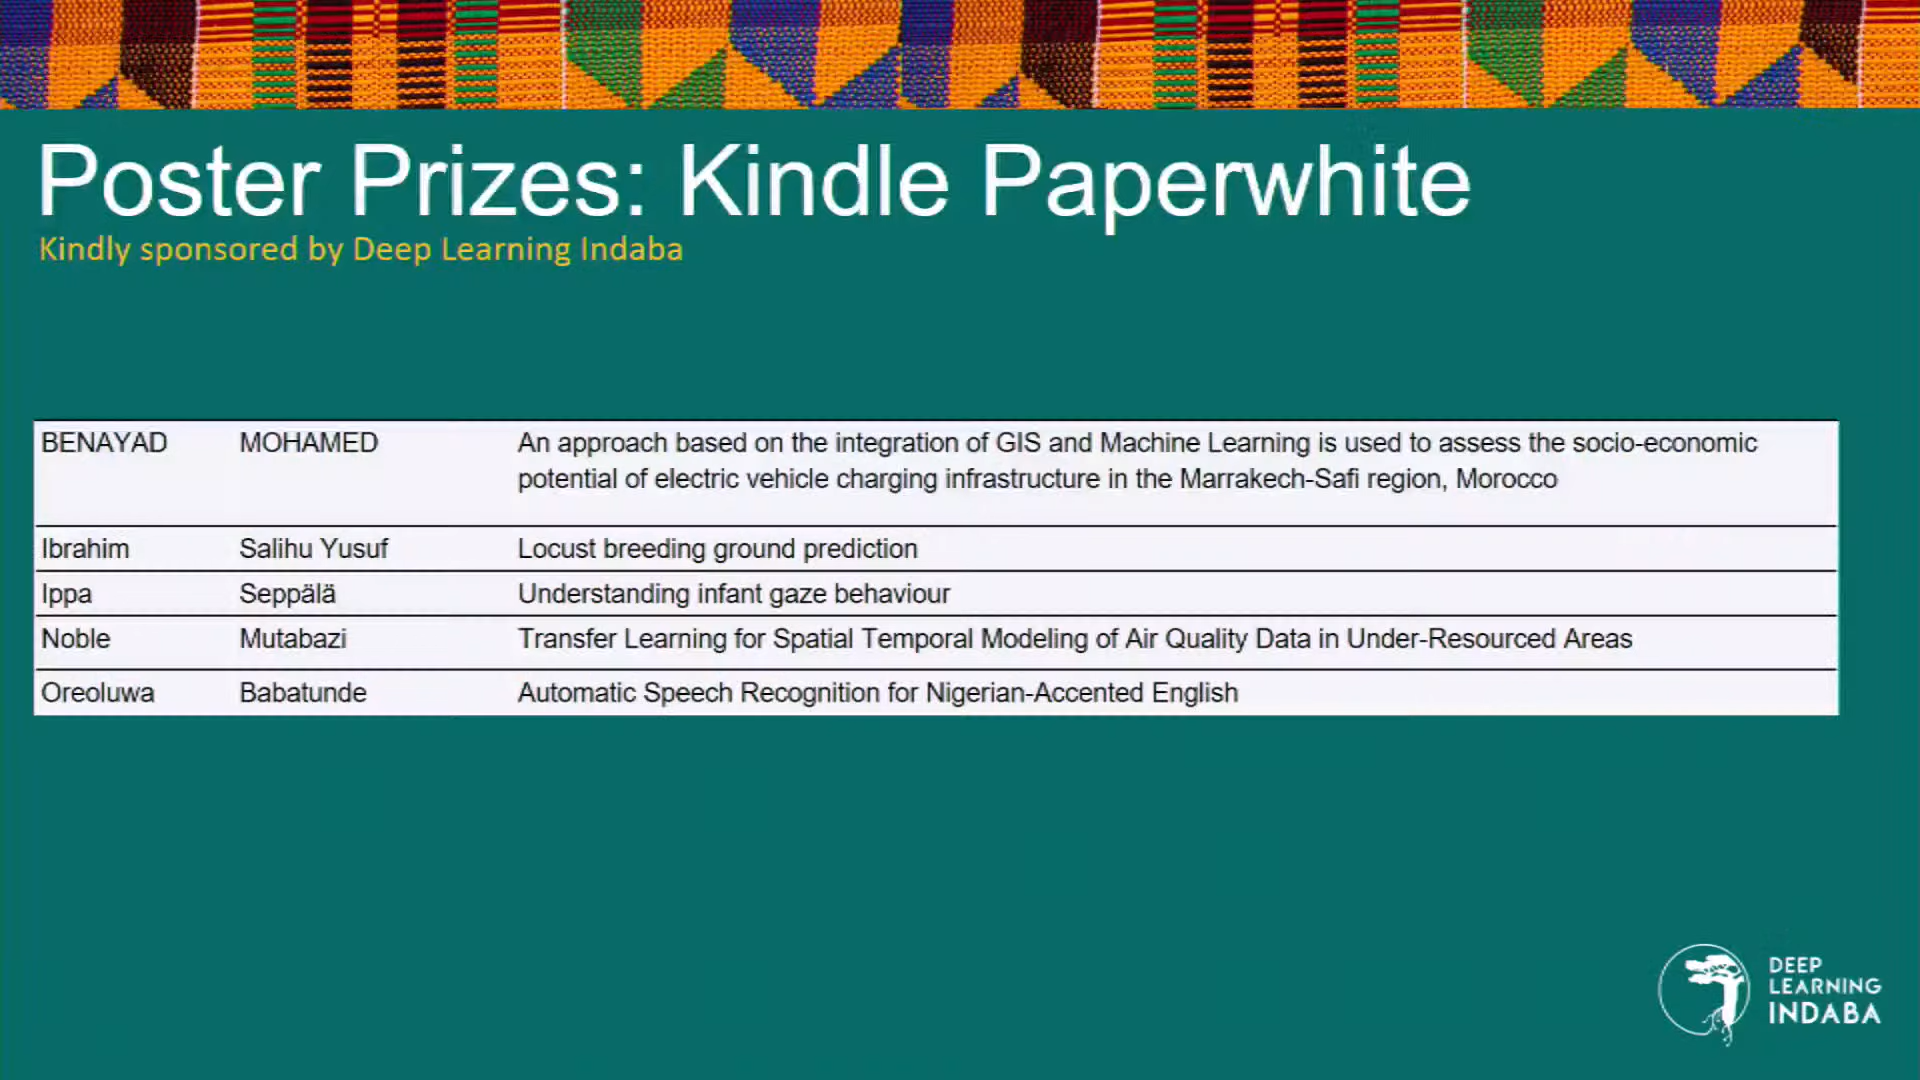 Poster Prizes: Kindle Paperwhite
Kindly sponsored by Deep Learning Indaba
BENAYAD MOHAMED An approach based on the integration of GIS and Machine Learning is used to assess the socio-economic
potential of electric vehicle charging infrastructure in the Marrakech-Safi region, Morocco
Ibrahim Salihu Yusuf Locust breeding ground prediction
Ippa Seppälä Understanding infant gaze behaviour
Noble Mutabazi Transfer Learning for Spatial Temporal Modeling of Air Quality Data in Under-Resourced Areas
Oreoluwa Babatunde Automatic Speech Recognition for Nigerian-Accented English
DEEP
LEARNING
INDABA